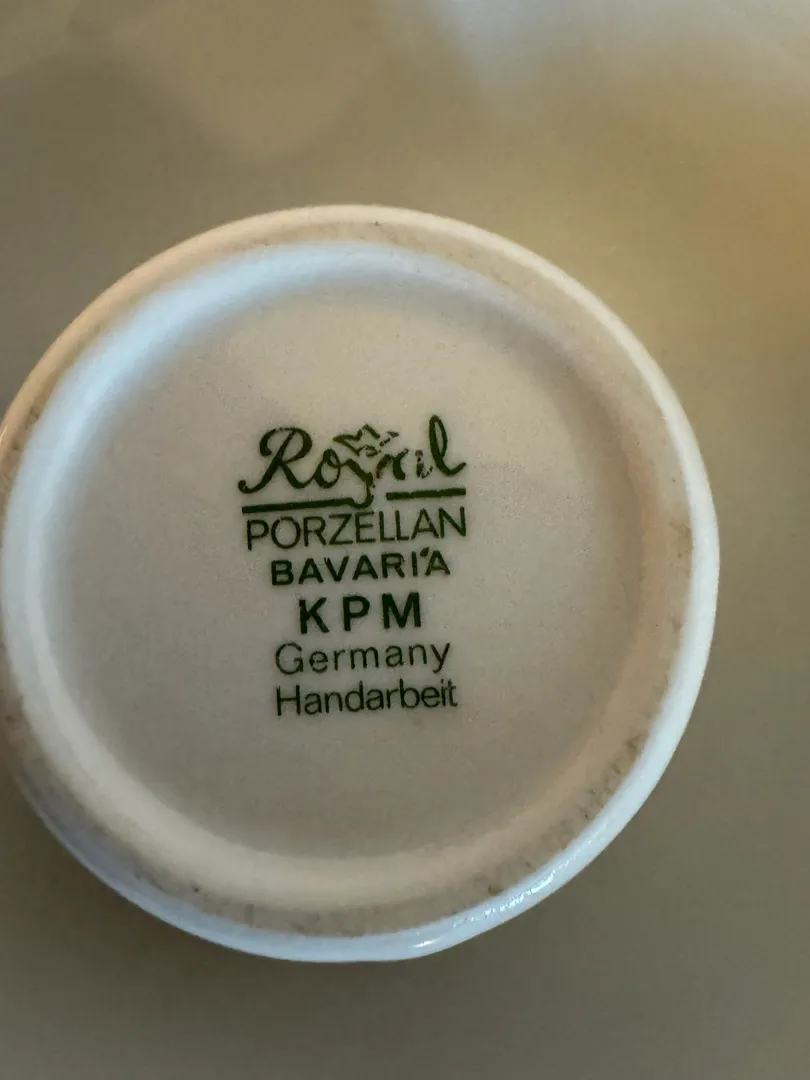 Royal
PORZELLAN
BAVARIA
KPM
Germany
Handarbeit